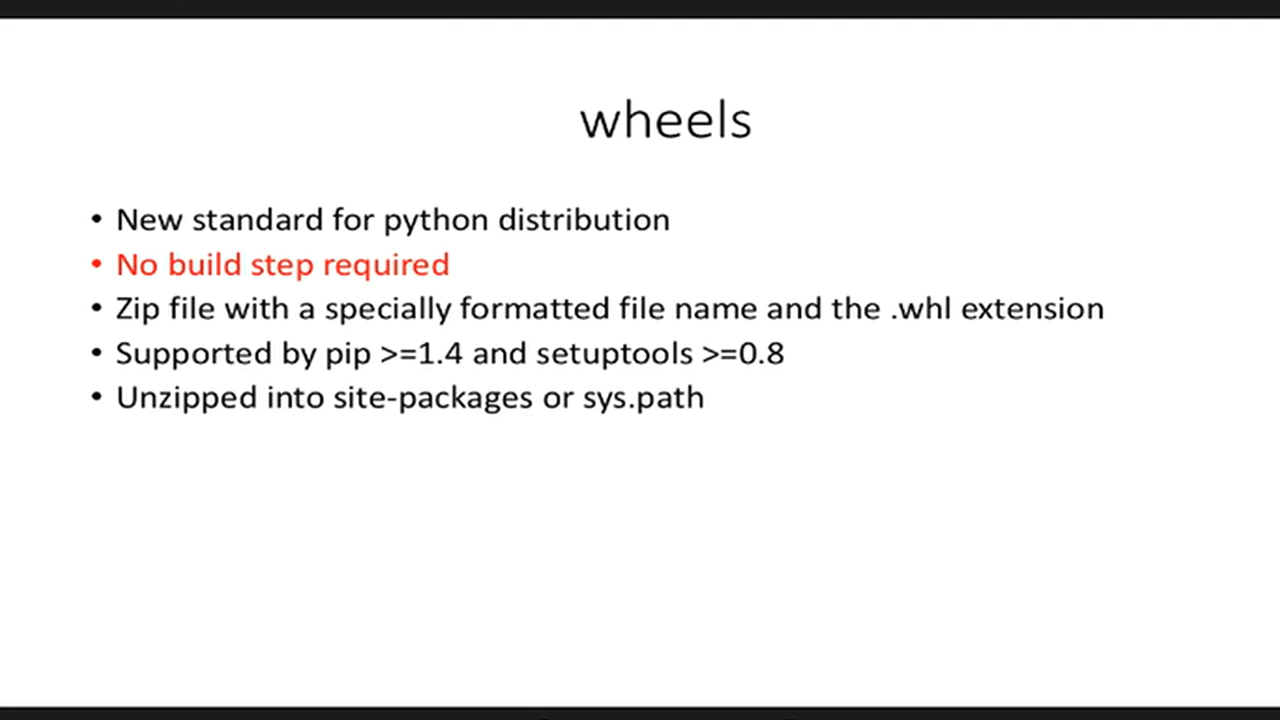 wheels
• New standard for python distribution
• No build step required
• Zip file with a specially formatted file name and the .whl extension
• Supported by pip >=1.4 and setuptools >=0.8
• Unzipped into site-packages or sys.path